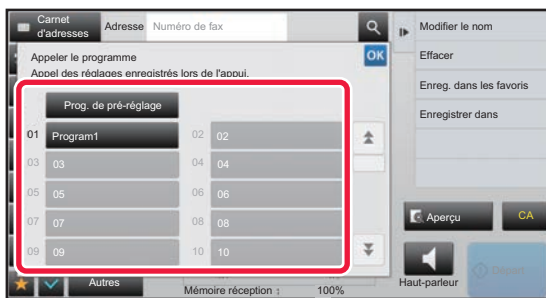 Carnet d'adresses
Adresse
Numéro de fax
Modifier le nom
Appeler le programme
OK
Effacer
Appel des réglages enregistrés lors de l'appui.
Enreg. dans les favoris
Prog. de pré-réglage
Enregistrer dans
01 Program1
02 02
03 03
04 04
05 05
06 06
07 07
08 08
Aperçu
CA
09 09
10 10
Autres
Mémoire réception : 100%
Haut-parleur
Départ